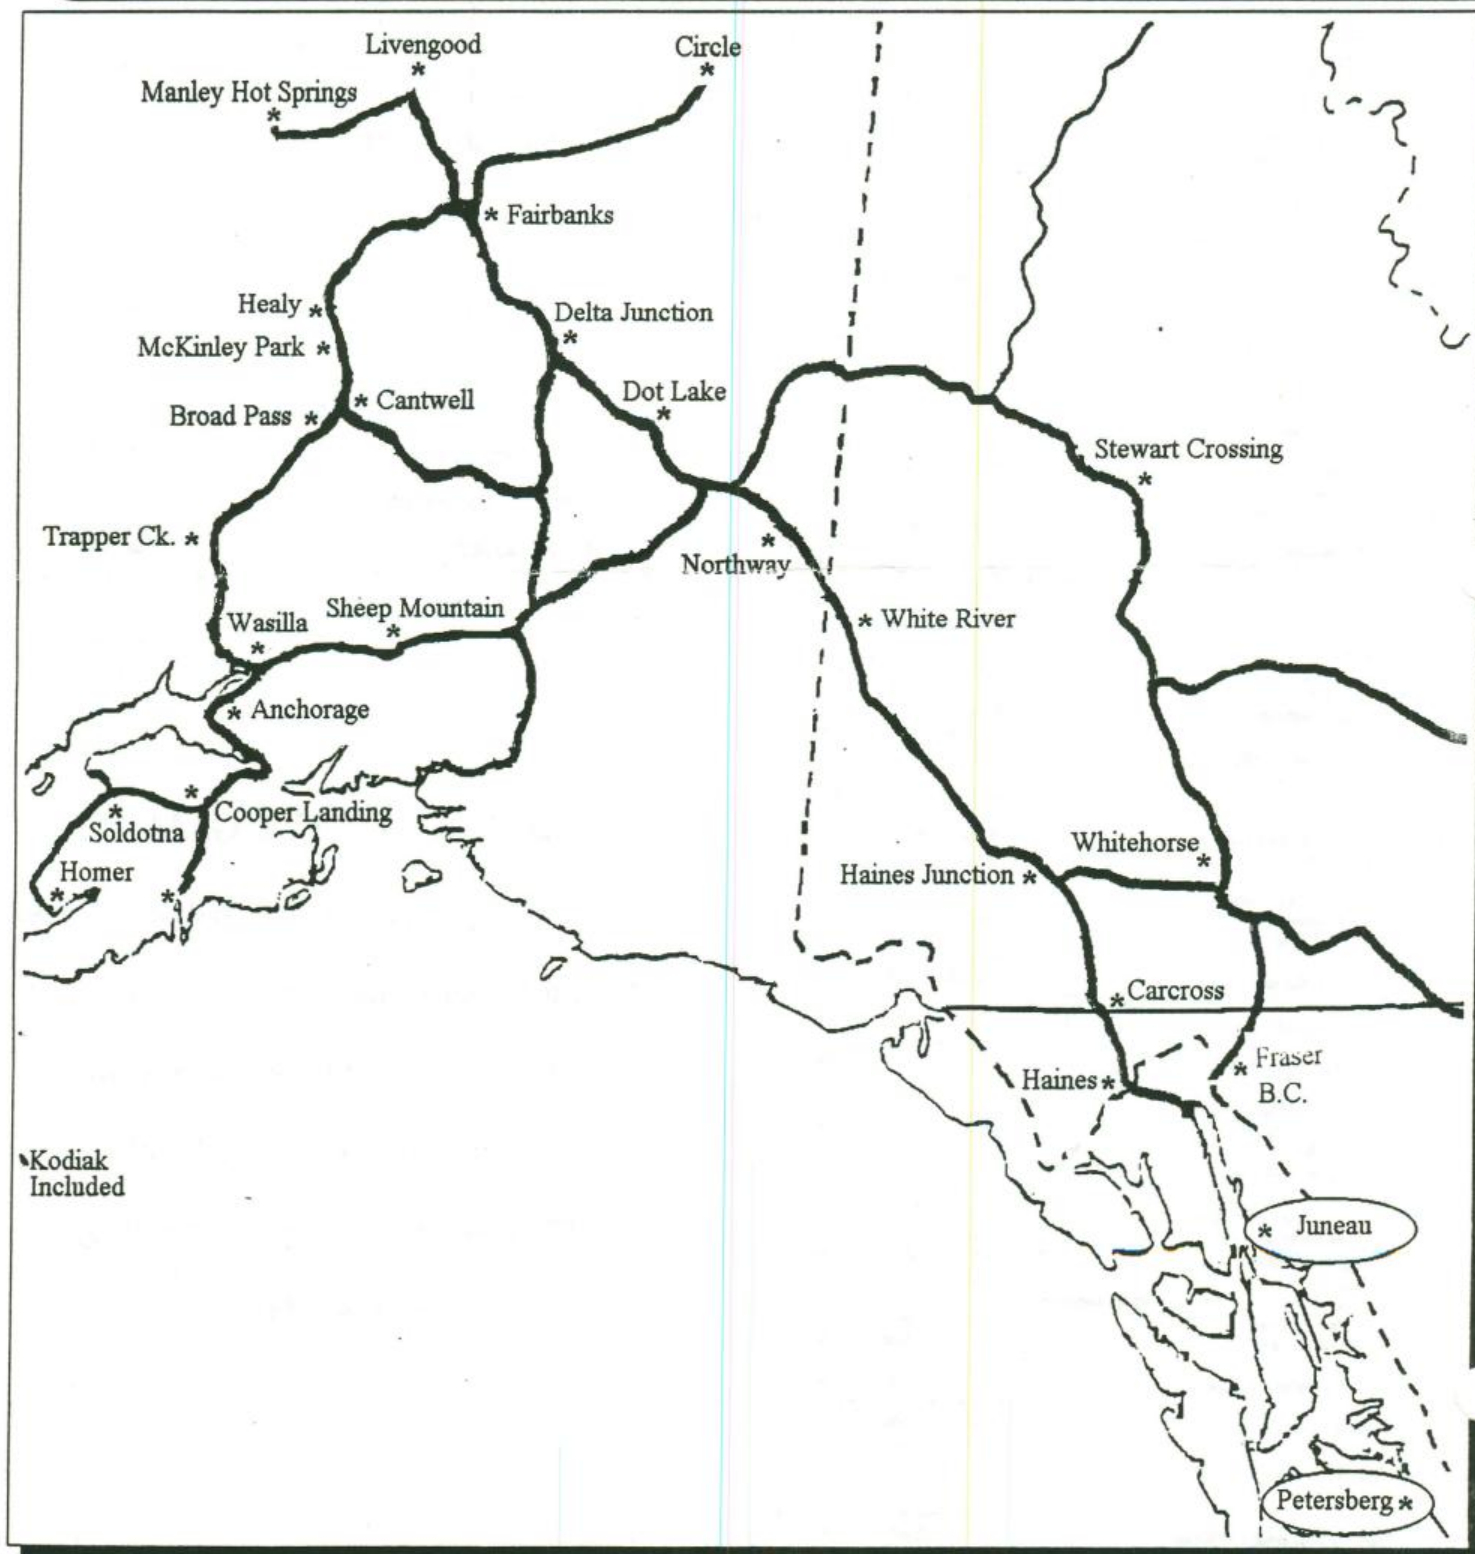 Livengood
*
Circle
*
Manley Hot Springs
*
* Fairbanks
Healy *
Delta Junction
*
McKinley Park *
Dot Lake
*
* Cantwell
Broad Pass *
Stewart Crossing
*
Trapper Ck. *
*
Northway
Sheep Mountain
*
Wasilla
*
* White River
* Anchorage
*
Cooper Landing
*
Soldotna
Whitehorse
*
Homer
*
*
Haines Junction *
* Carcross
* Fraser
B.C.
Haines *
Kodiak
Included
* Juneau
Petersberg *